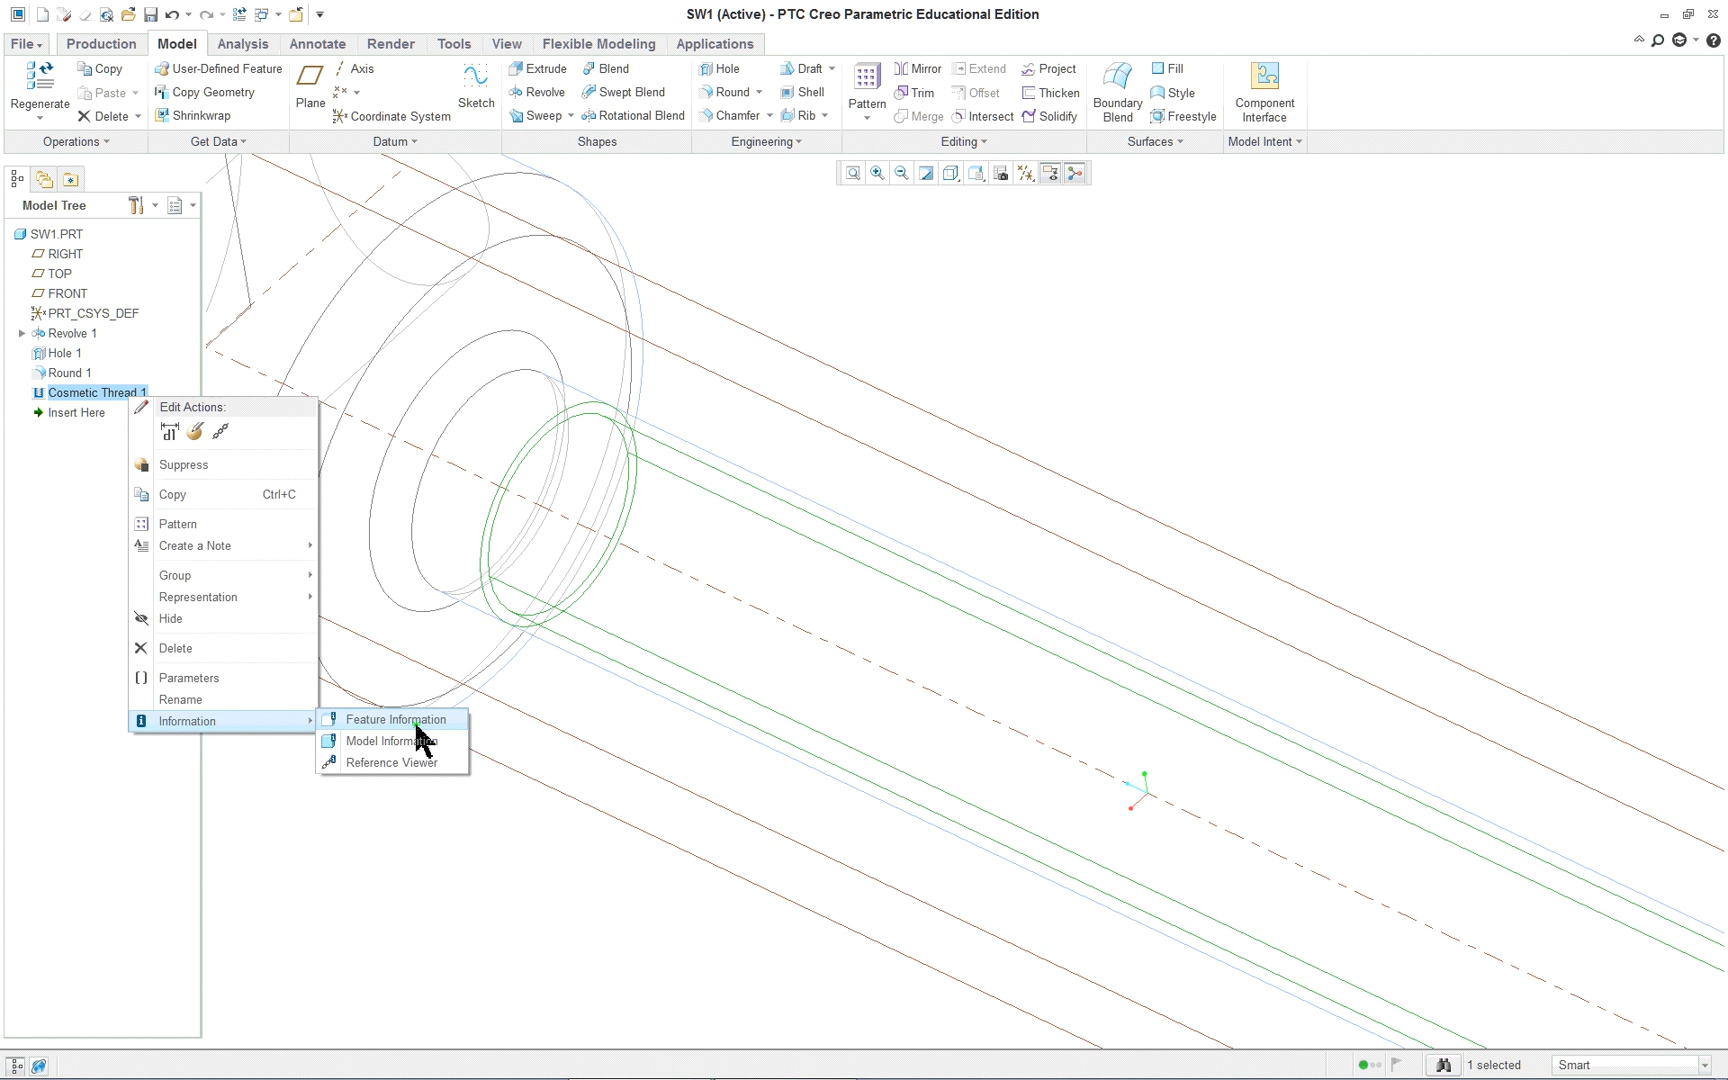 SW1 (Active) - PTC Creo Parametric Educational Edition
File Production Model Analysis Annotate Render Tools View Flexible Modeling Applications
Regenerate
Copy
Paste
Delete
Operations
User-Defined Feature
Copy Geometry
Shrinkwrap
Get Data
Plane
Axis
Coordinate System
Sketch
Datum
Extrude
Revolve
Sweep
Blend
Swept Blend
Rotational Blend
Shapes
Hole
Round
Chamfer
Draft
Shell
Rib
Engineering
Pattern
Mirror
Trim
Merge
Extend
Offset
Intersect
Project
Thicken
Solidify
Editing
Boundary
Blend
Fill
Style
Freestyle
Surfaces
Component
Interface
Model Intent
Model Tree
SW1.PRT
RIGHT
TOP
FRONT
PRT_CSYS_DEF
Revolve 1
Hole 1
Round 1
Cosmetic Thread 1
Insert Here
Edit Actions:
Suppress
Copy Ctrl+C
Pattern
Create a Note
Group
Representation
Hide
Delete
Parameters
Rename
Information
Feature Information
Model
Reference Viewer
1 selected
Smart